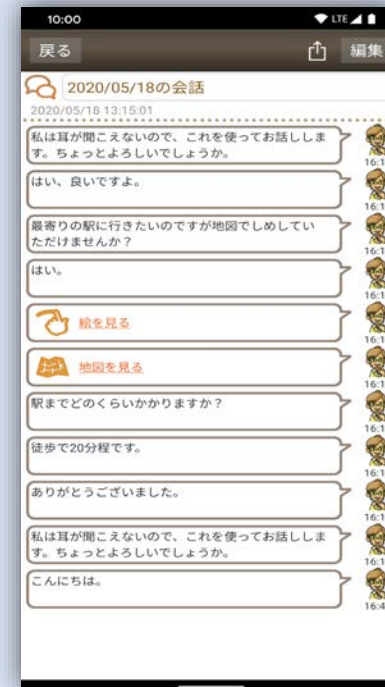 10:00
LTE
戻る
編集
2020/05/18の会話
2020/05/18 13:15:01
私は耳が聞こえないので、これを使ってお話ししま
す。ちょっとよろしいでしょうか。
はい、良いですよ。
最寄りの駅に行きたいのですが地図でしめしてい
ただけませんか？
はい。
絵を見る
地図を見る
駅までどのくらいかかりますか？
徒歩で20分程です。
ありがとうございました。
私は耳が聞こえないので、これを使ってお話ししま
す。ちょっとよろしいでしょうか。
こんにちは。